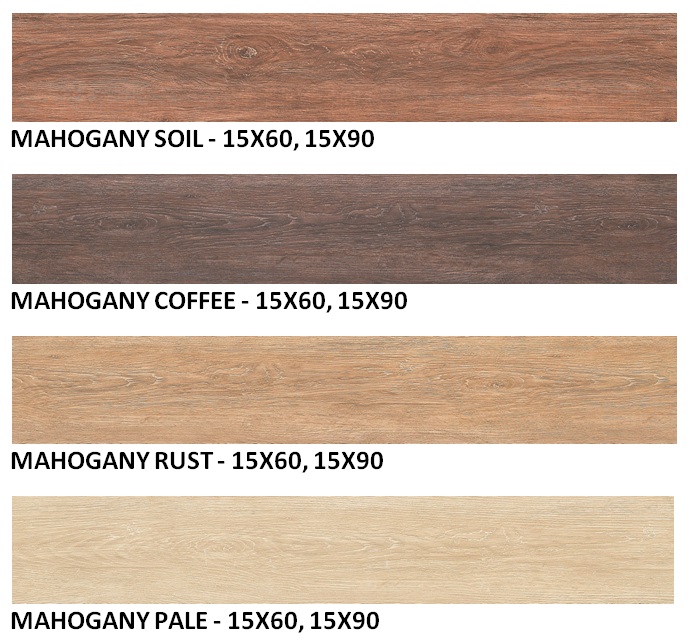 MAHOGANY SOIL - 15X60, 15X90
MAHOGANY COFFEE - 15X60, 15X90
MAHOGANY RUST - 15X60, 15X90
MAHOGANY PALE - 15X60, 15X90